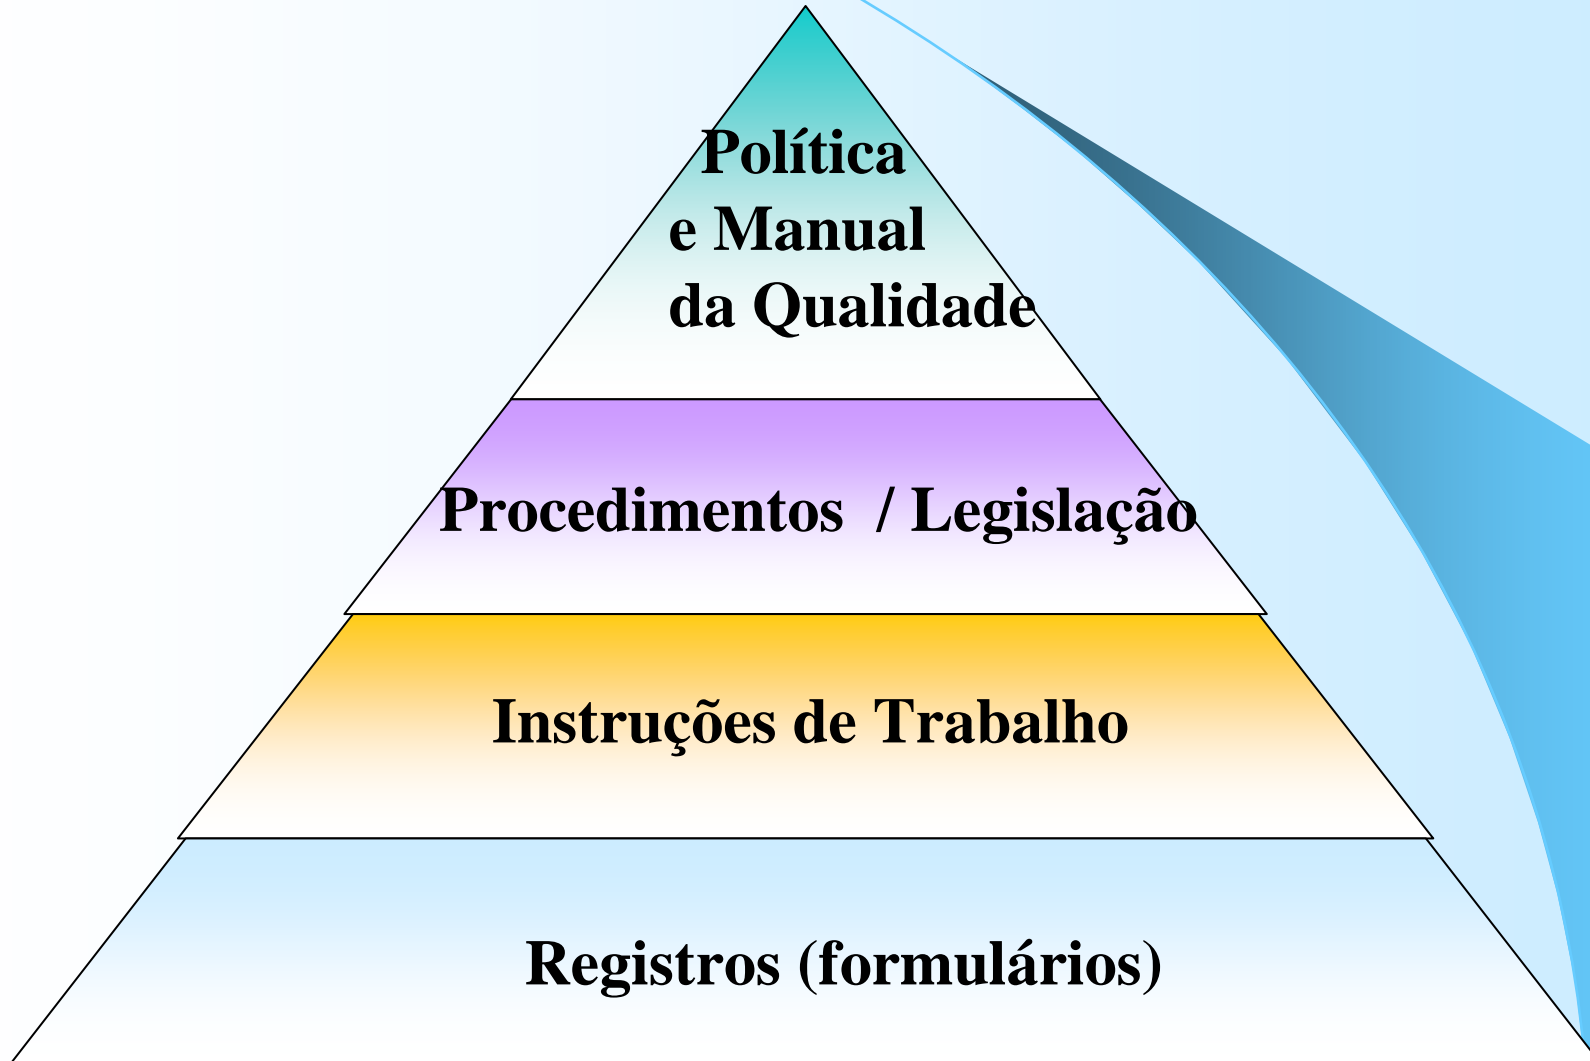 Política
e Manual
da Qualidade
Procedimentos / Legislação
Instruções de Trabalho
Registros (formulários)